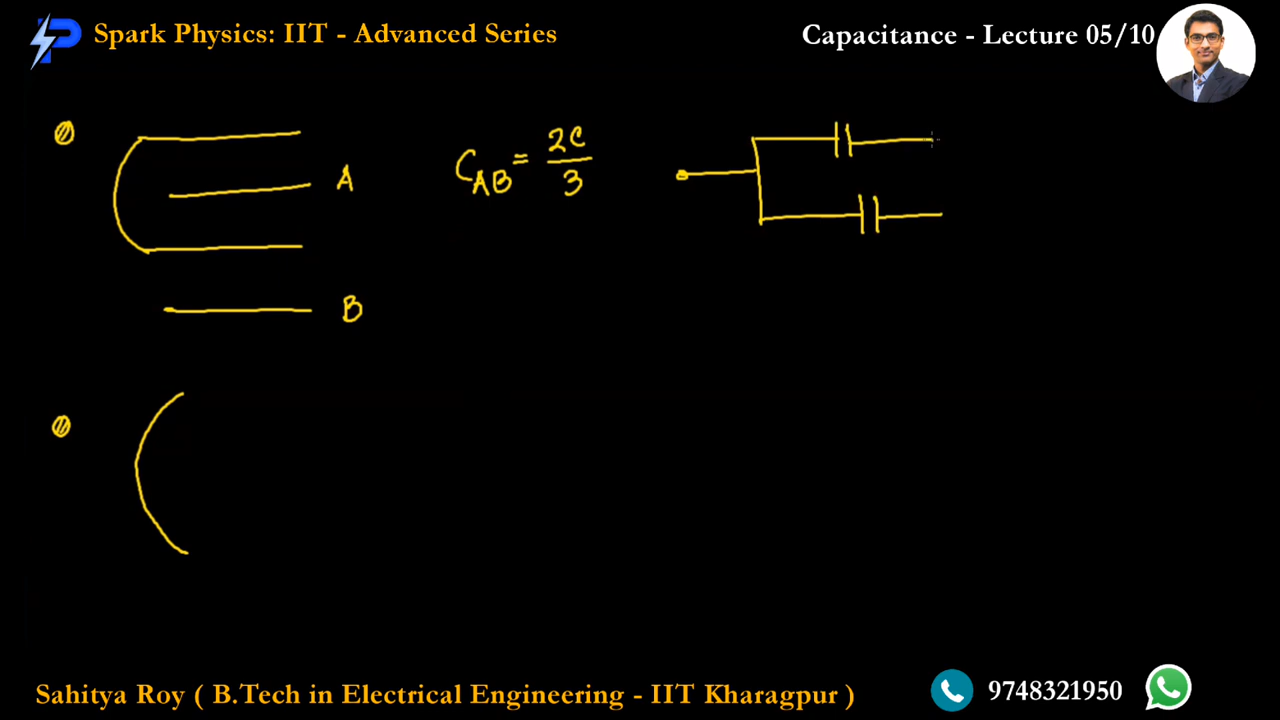 Spark Physics: IIT - Advanced Series
Capacitance - Lecture 05/10
A
B
C_AB = 2C/3
Sahitya Roy ( B.Tech in Electrical Engineering - IIT Kharagpur )
9748321950